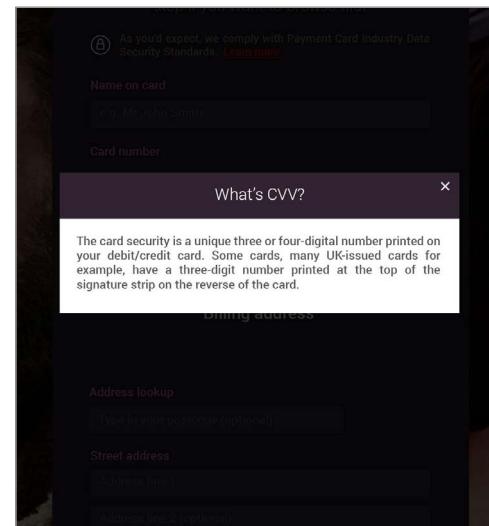 As you'd expect, we comply with Payment Card Industry Data
Security Standards. Learn more
Name on card
e.g. Mr John Smith
Card number
What's CVV?
The card security is a unique three or four-digital number printed on
your debit/credit card. Some cards, many UK-issued cards for
example, have a three-digit number printed at the top of the
signature strip on the reverse of the card.
Billing address
Address lookup
Type in your postcode (optional)
Street address
Address line 1
Address line 2 (optional)